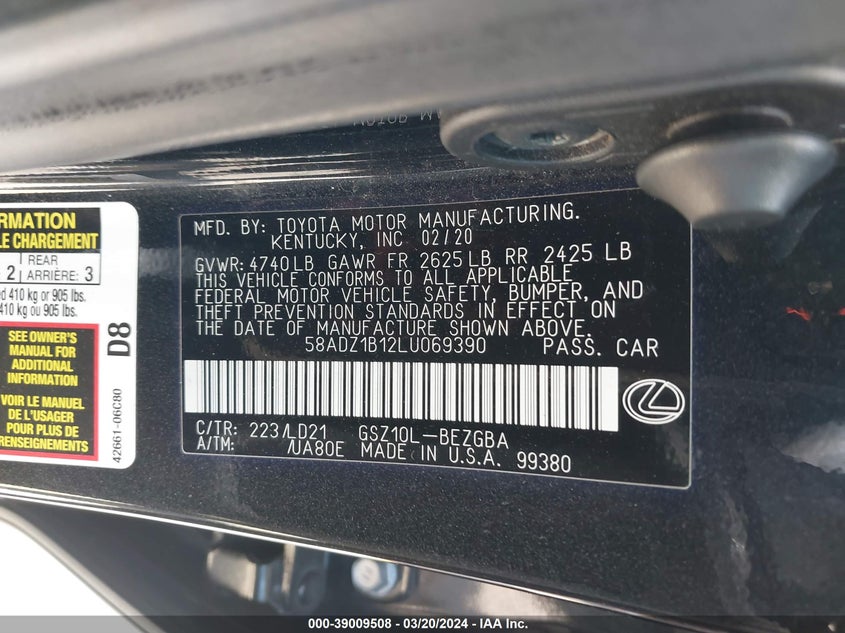 MFD. BY: TOYOTA MOTOR MANUFACTURING.
KENTUCKY, INC 02/20
GVWR: 4740LB GAWR FR 2625LB RR 2425 LB
THIS VEHICLE CONFORMS TO ALL APPLICABLE
FEDERAL MOTOR VEHICLE SAFETY, BUMPER, AND
THEFT PREVENTION STANDARDS IN EFFECT ON
THE DATE OF MANUFACTURE SHOWN ABOVE.
58ADZ1B12LU069390 PASS. CAR
C/TR: 223/LD21 GSZ10L-BEZGBA
A/TM: /UA80E MADE IN U.S.A. 99380
CHARGEMENT
2 REAR
ARRIÈRE: 3
410 kg or 905 lbs.
410 kg ou 905 lbs.
SEE OWNER'S
MANUAL FOR
ADDITIONAL
INFORMATION
VOIR LE MANUEL
DE L'USAGER
POUR PLUS DE
RENSEIGNEMENTS
D8
42661-06C80
000-39009508 - 03/20/2024 - IAA Inc.